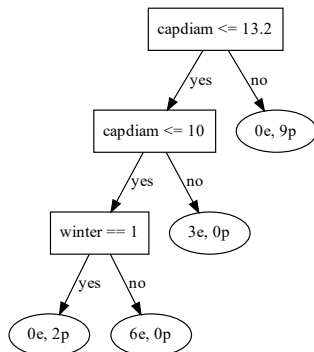 capdiam <= 13.2
yes
no
capdiam <= 10
0e, 9p
yes
no
winter == 1
3e, 0p
yes
no
0e, 2p
6e, 0p